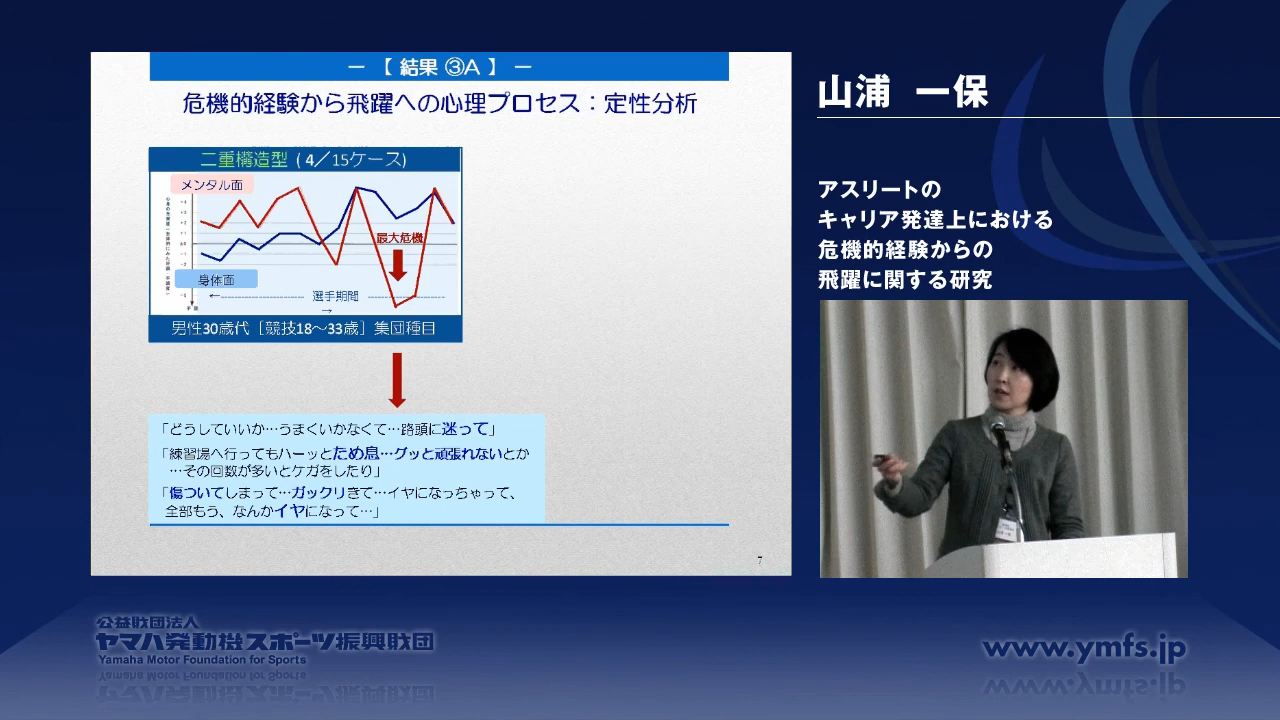 ー 【 結果 ③A 】 ー
危機的経験から飛躍への心理プロセス：定性分析
二重構造型 ( 4／15ケース)
メンタル面
最大危機
身体面
← 選手期間 →
男性30歳代［競技18～33歳］集団種目
「どうしていいか…うまくいかなくて…路頭に迷って」
「練習場へ行ってもハーッとため息…グッと頑張れないとか
…その回数が多いとケガをしたり」
「傷ついてしまって…ガックリきて…イヤになっちゃって、
全部もう、なんかイヤになって…」
7
山浦 一保
アスリートの
キャリア発達上における
危機的経験からの
飛躍に関する研究
公益財団法人
ヤマハ発動機スポーツ振興財団
Yamaha Motor Foundation for Sports
www.ymfs.jp